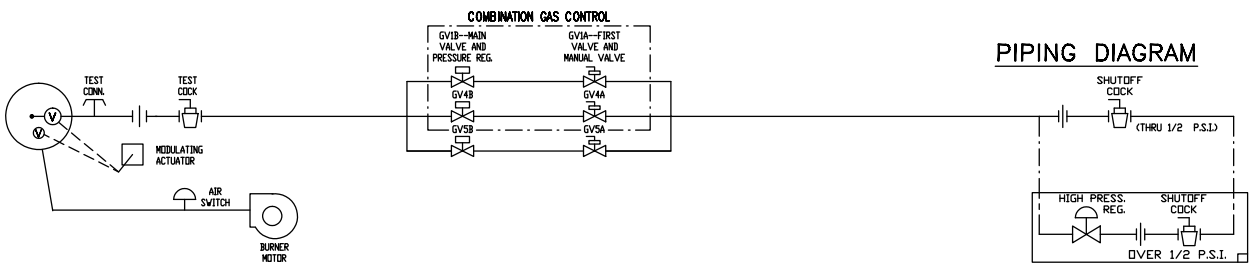 COMBINATION GAS CONTROL
GV1B--MAIN
VALVE AND
PRESSURE REG.
GV1A--FIRST
VALVE AND
MANUAL VALVE
PIPING DIAGRAM
TEST
CONN.
TEST
COCK
GV4B
GV4A
SHUTOFF
COCK
V
V
GV5B
GV5A
(THRU 1/2 P.S.I.)
MODULATING
ACTUATOR
AIR
SWITCH
BURNER
MOTOR
HIGH PRESS.
REG.
SHUTOFF
COCK
OVER 1/2 P.S.I.